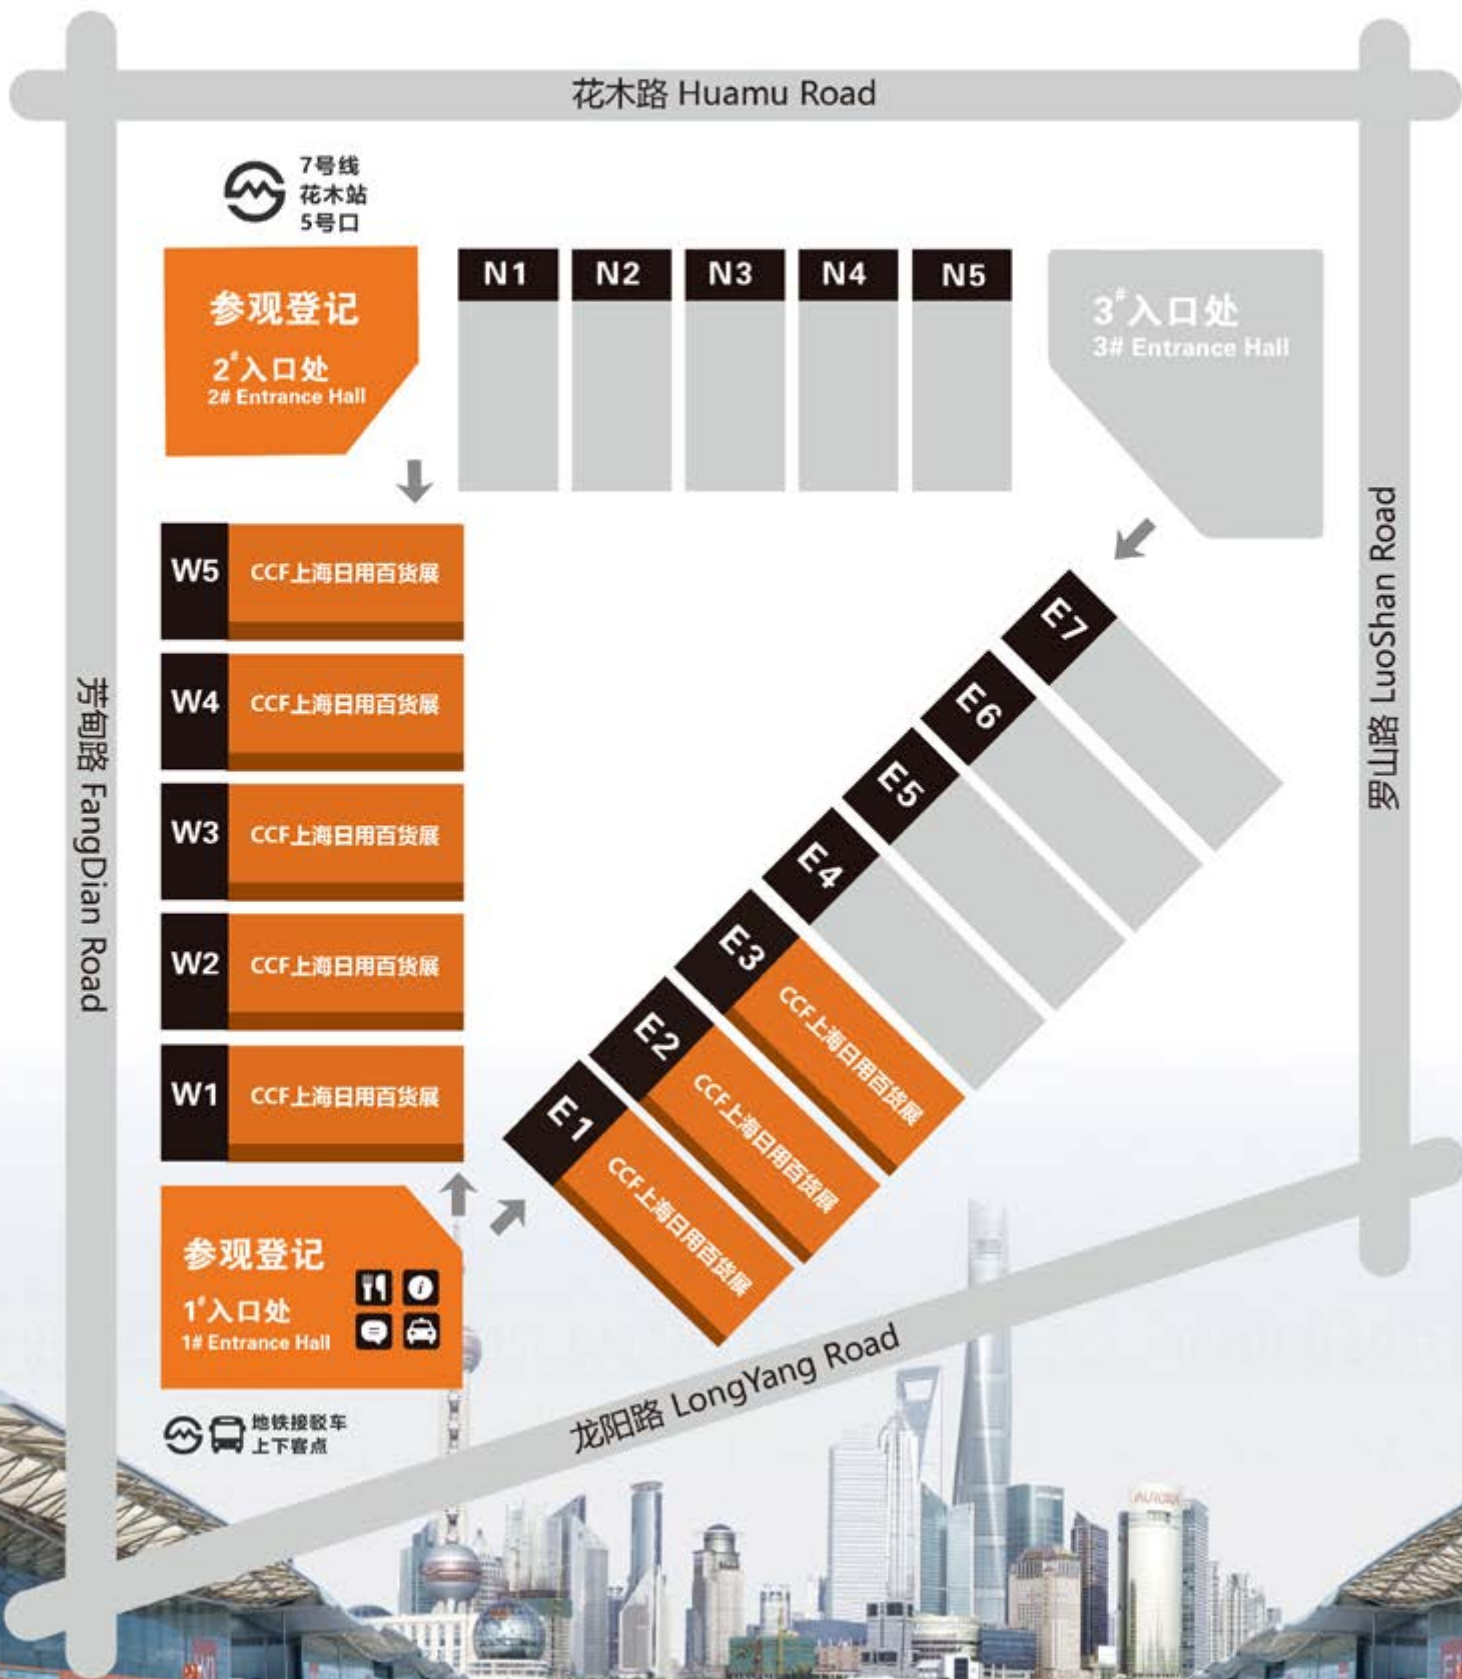 花木路 Huamu Road
7号线
花木站
5号口
参观登记
2#入口处
2# Entrance Hall
N1
N2
N3
N4
N5
3#入口处
3# Entrance Hall
芳甸路 FangDian Road
罗山路 LuoShan Road
W5 CCF上海日用百货展
W4 CCF上海日用百货展
W3 CCF上海日用百货展
W2 CCF上海日用百货展
W1 CCF上海日用百货展
E7
E6
E5
E4
E3 CCF上海日用百货展
E2 CCF上海日用百货展
E1 CCF上海日用百货展
参观登记
1#入口处
1# Entrance Hall
地铁接驳车
上下客点
龙阳路 LongYang Road
AURORA